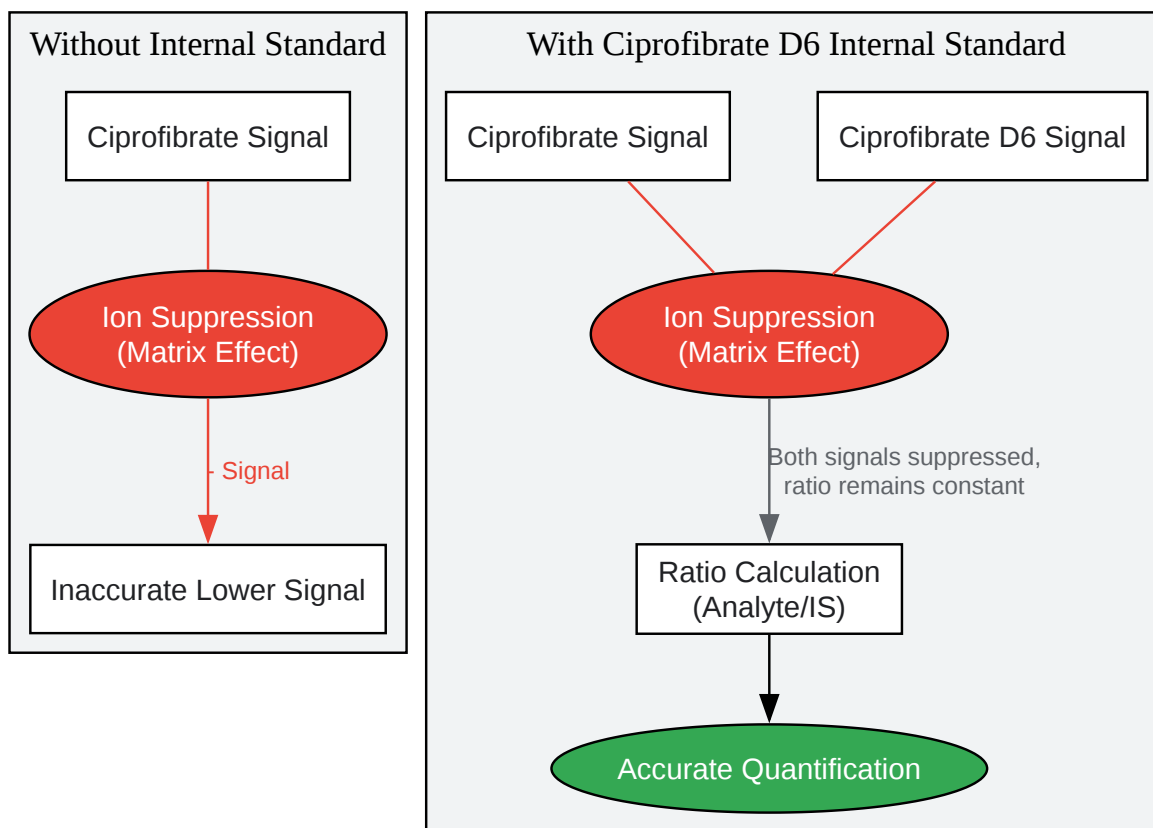 Without Internal Standard
Ciprofibrate Signal
Ion Suppression
(Matrix Effect)
- Signal
Inaccurate Lower Signal
With Ciprofibrate D6 Internal Standard
Ciprofibrate Signal
Ciprofibrate D6 Signal
Ion Suppression
(Matrix Effect)
Both signals suppressed,
ratio remains constant
Ratio Calculation
(Analyte/IS)
Accurate Quantification